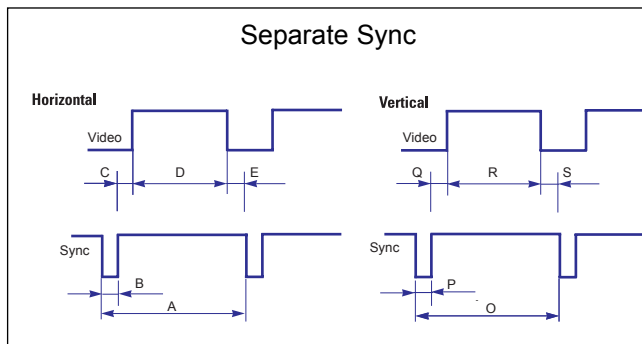 Separate Sync
Horizontal
Video
C
D
E
Sync
B
A
Vertical
Video
Q
R
S
Sync
P
O